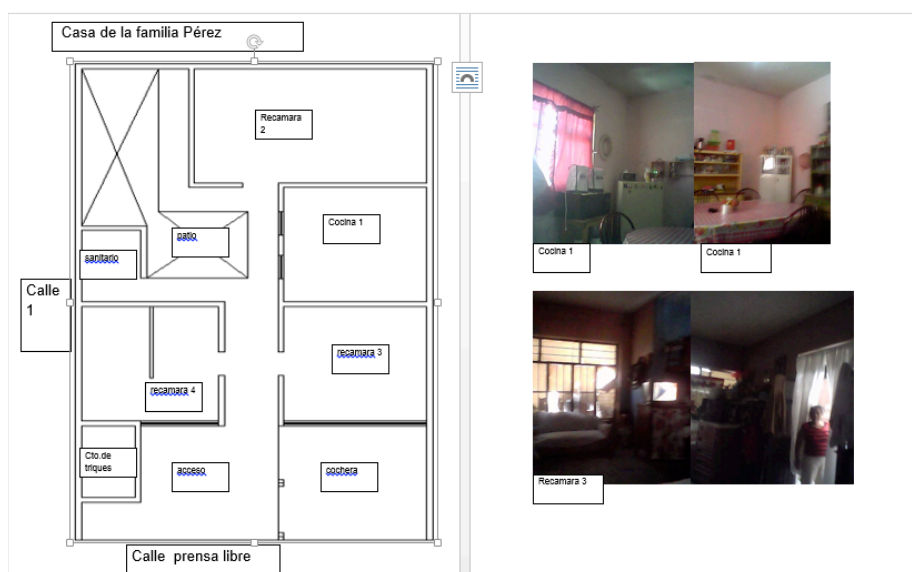 Casa de la familia Pérez
Recamara
2
Cocina 1
patio
sanitario
Calle
1
recamara 3
recamara 4
Cto.de
triques
acceso
cochera
Calle prensa libre
Cocina 1
Cocina 1
Recamara 3